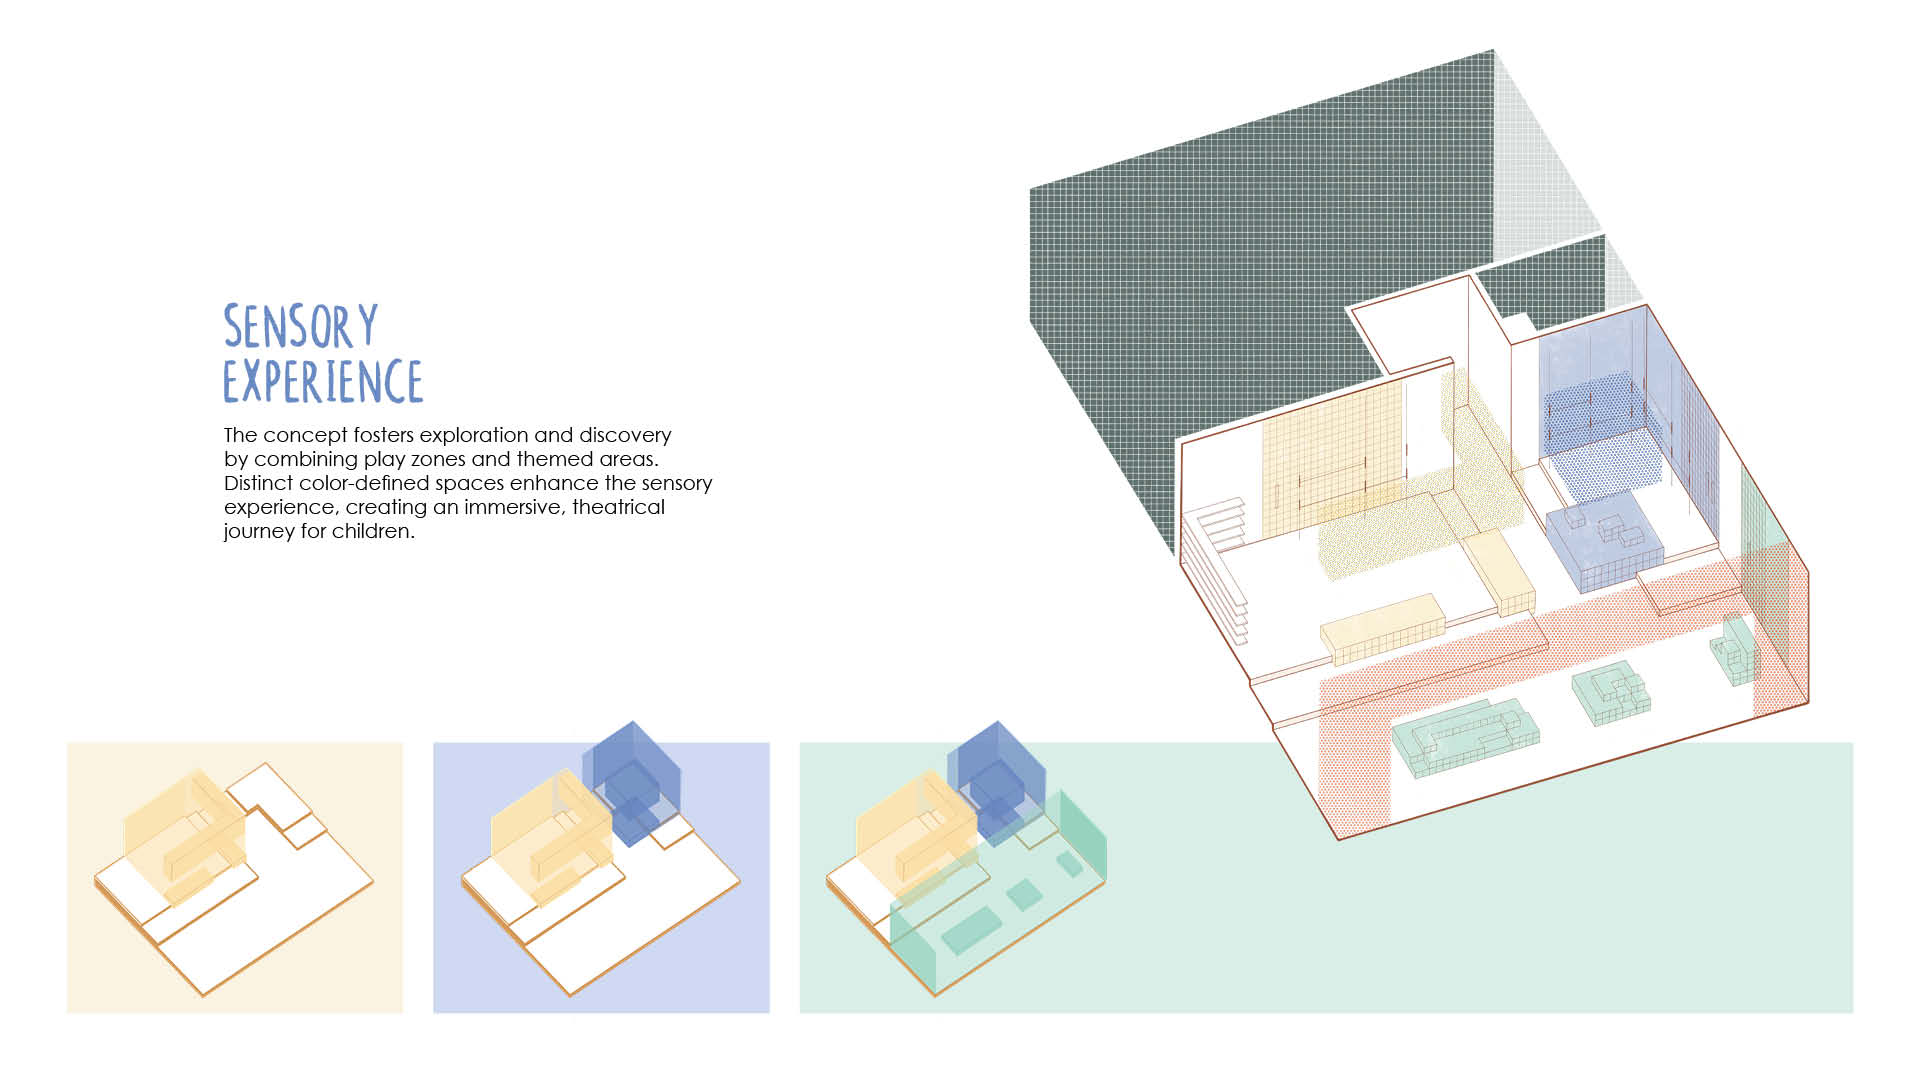 SENSORY
EXPERIENCE
The concept fosters exploration and discovery
by combining play zones and themed areas.
Distinct color-defined spaces enhance the sensory
experience, creating an immersive, theatrical
journey for children.